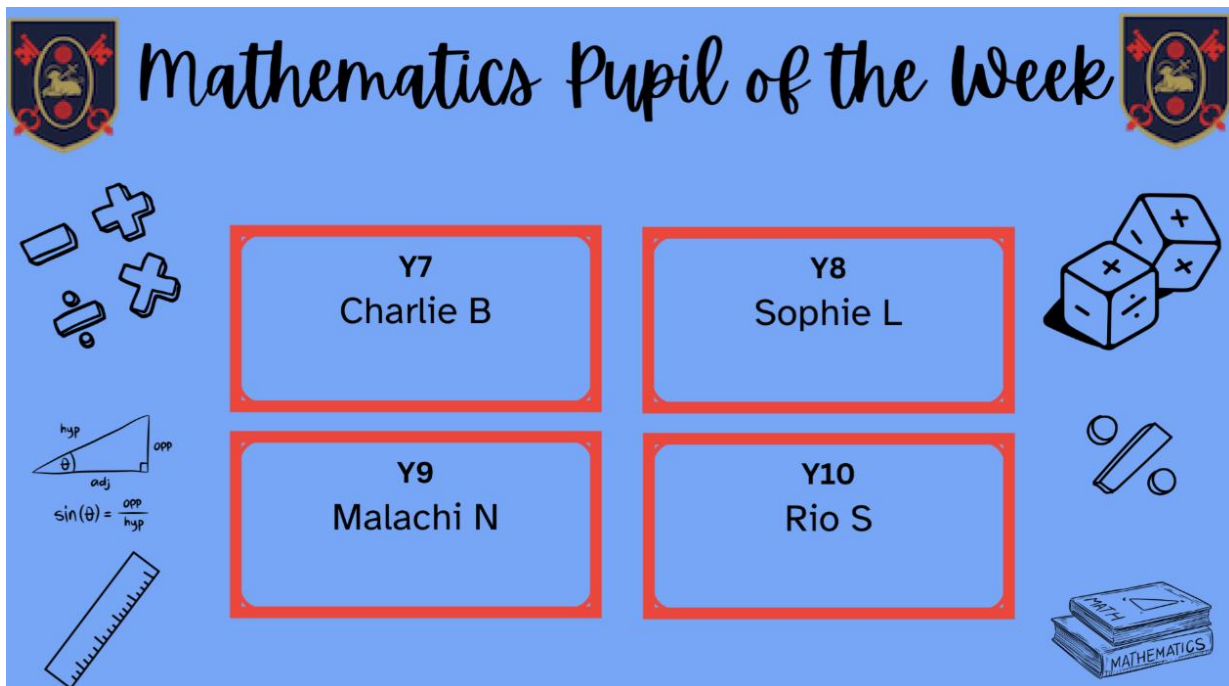 Mathematics Pupil of the Week
Y7
Charlie B
Y8
Sophie L
Y9
Malachi N
Y10
Rio S
hyp
opp
θ
adj
sin(θ) = opp/hyp
MATH
MATHEMATICS